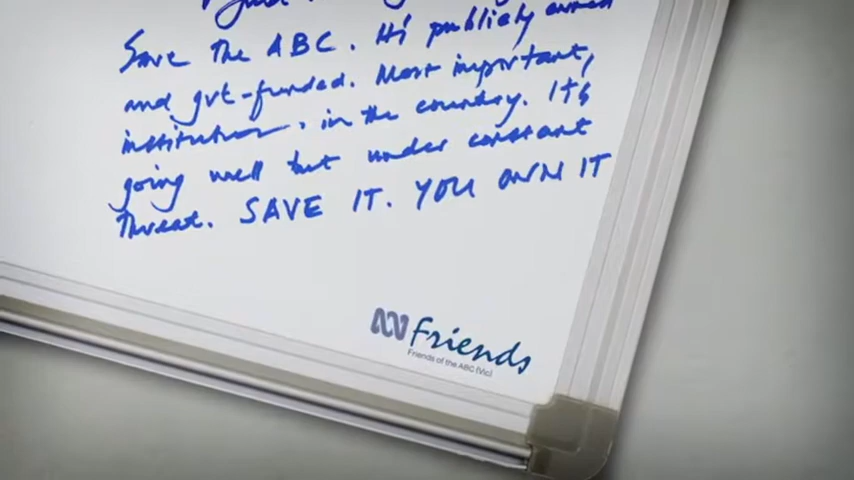 Save The ABC. It's publicly owned
and gvt-funded. Most important,
institution, in the country. It's
going well but under constant
Threat. SAVE IT. YOU OWN IT
Friends
Friends of the ABC (Vic)